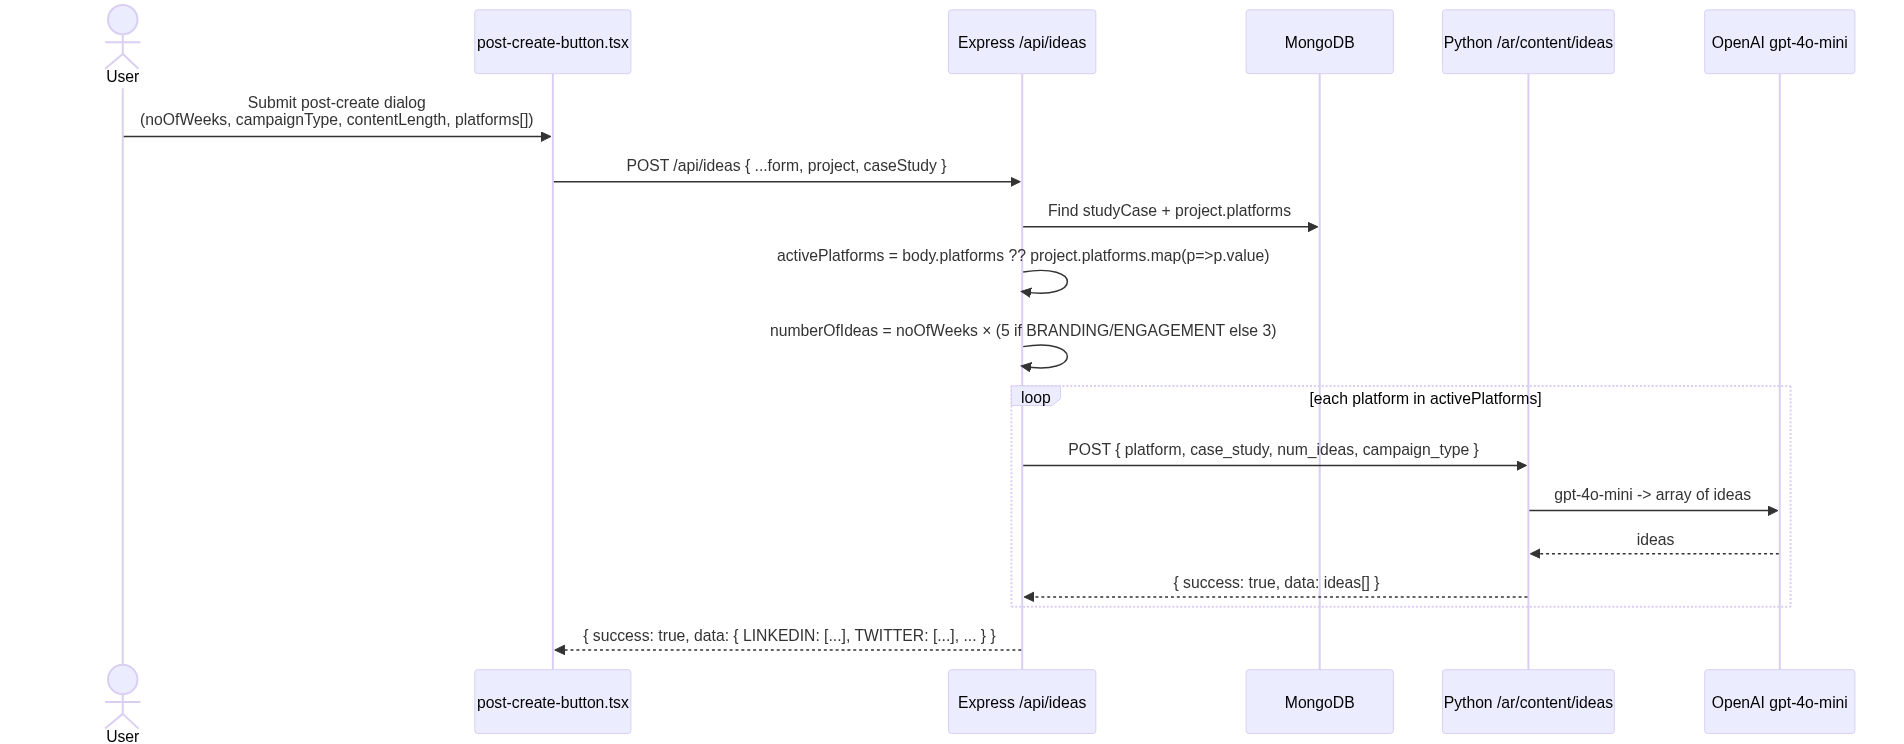 post-create-button.tsx
Express /api/ideas
MongoDB
Python /ar/content/ideas
OpenAI gpt-4o-mini
User
Submit post-create dialog
(noOfWeeks, campaignType, contentLength, platforms[])
POST /api/ideas { ...form, project, caseStudy }
Find studyCase + project.platforms
activePlatforms = body.platforms ?? project.platforms.map(p=>p.value)
numberOfIdeas = noOfWeeks × (5 if BRANDING/ENGAGEMENT else 3)
loop
[each platform in activePlatforms]
POST { platform, case_study, num_ideas, campaign_type }
gpt-4o-mini -> array of ideas
ideas
{ success: true, data: ideas[] }
{ success: true, data: { LINKEDIN: [...], TWITTER: [...], ... } }
post-create-button.tsx
Express /api/ideas
MongoDB
Python /ar/content/ideas
OpenAI gpt-4o-mini
User